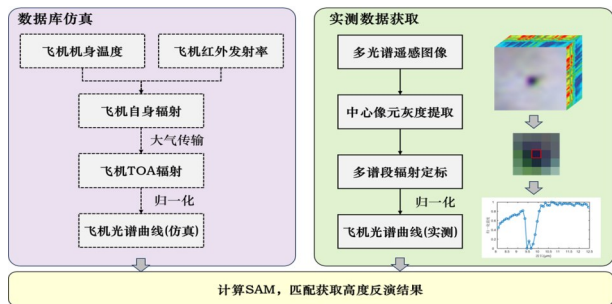 数据库仿真
飞机机身温度
飞机红外发射率
飞机自身辐射
大气传输
飞机TOA辐射
归一化
飞机光谱曲线(仿真)
实测数据获取
多光谱遥感图像
中心像元灰度提取
多谱段辐射定标
归一化
飞机光谱曲线(实测)
计算SAM，匹配获取高度反演结果